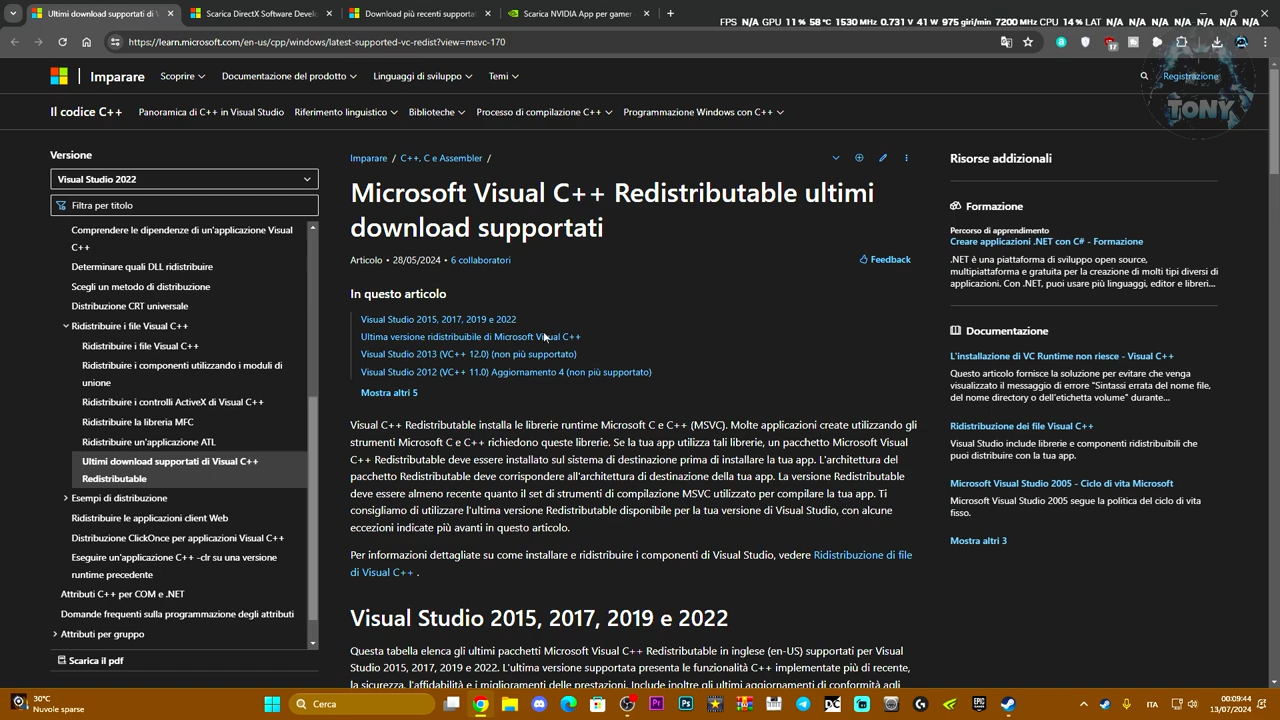 Ultimi download supportati di V
Scarica DirectX Software Develo
Download più recenti supportati
Scarica NVIDIA App per gamer
FPS N/A GPU 11 % 58 °C 1530 MHz 0.731 V 41 W 975 giri/min 7200 MHz CPU 14 % LAT N/A
N/A N/A N/A N/A N/A N/A N/A N/A N/A N/A N/A
https://learn.microsoft.com/en-us/cpp/windows/latest-supported-vc-redist?view=msvc-170
Imparare
Scoprire
Documentazione del prodotto
Linguaggi di sviluppo
Temi
Registrazione
TONY
Il codice C++
Panoramica di C++ in Visual Studio
Riferimento linguistico
Biblioteche
Processo di compilazione C++
Programmazione Windows con C++
Versione
Visual Studio 2022
Filtra per titolo
Comprendere le dipendenze di un'applicazione Visual
C++
Determinare quali DLL ridistribuire
Scegli un metodo di distribuzione
Distribuzione CRT universale
Ridistribuire i file Visual C++
Ridistribuire i file Visual C++
Ridistribuire i componenti utilizzando i moduli di
unione
Ridistribuire i controlli ActiveX di Visual C++
Ridistribuire la libreria MFC
Ridistribuire un'applicazione ATL
Ultimi download supportati di Visual C++
Redistributable
Esempi di distribuzione
Ridistribuire le applicazioni client Web
Distribuzione ClickOnce per applicazioni Visual C++
Eseguire un'applicazione C++ -clr su una versione
runtime precedente
Attributi C++ per COM e .NET
Domande frequenti sulla programmazione degli attributi
Attributi per gruppo
Scarica il pdf
Imparare / C++, C e Assembler /
Microsoft Visual C++ Redistributable ultimi
download supportati
Articolo • 28/05/2024 • 6 collaboratori
Feedback
In questo articolo
Visual Studio 2015, 2017, 2019 e 2022
Ultima versione ridistribuibile di Microsoft Visual C++
Visual Studio 2013 (VC++ 12.0) (non più supportato)
Visual Studio 2012 (VC++ 11.0) Aggiornamento 4 (non più supportato)
Mostra altri 5
Visual C++ Redistributable installa le librerie runtime Microsoft C e C++ (MSVC). Molte applicazioni create utilizzando gli
strumenti Microsoft C e C++ richiedono queste librerie. Se la tua app utilizza tali librerie, un pacchetto Microsoft Visual
C++ Redistributable deve essere installato sul sistema di destinazione prima di installare la tua app. L'architettura del
pacchetto Redistributable deve corrispondere all'architettura di destinazione della tua app. La versione Redistributable
deve essere almeno recente quanto il set di strumenti di compilazione MSVC utilizzato per compilare la tua app. Ti
consigliamo di utilizzare l'ultima versione Redistributable disponibile per la tua versione di Visual Studio, con alcune
eccezioni indicate più avanti in questo articolo.
Per informazioni dettagliate su come installare e ridistribuire i componenti di Visual Studio, vedere Ridistribuzione di file
di Visual C++ .
Visual Studio 2015, 2017, 2019 e 2022
Questa tabella elenca gli ultimi pacchetti Microsoft Visual C++ Redistributable in inglese (en-US) supportati per Visual
Studio 2015, 2017, 2019 e 2022. L'ultima versione supportata presenta le funzionalità C++ implementate più di recente,
la sicurezza, l'affidabilità e i miglioramenti delle prestazioni. Include inoltre gli ultimi aggiornamenti di conformità agli
Risorse addizionali
Formazione
Percorso di apprendimento
Creare applicazioni .NET con C# - Formazione
.NET è una piattaforma di sviluppo open source,
multipiattaforma e gratuita per la creazione di molti tipi diversi di
applicazioni. Con .NET, puoi usare più linguaggi, editor e libreri...
Documentazione
L'installazione di VC Runtime non riesce - Visual C++
Questo articolo fornisce la soluzione per evitare che venga
visualizzato il messaggio di errore "Sintassi errata del nome file,
del nome directory o dell'etichetta volume" durante...
Ridistribuzione dei file Visual C++
Visual Studio include librerie e componenti ridistribuibili che
puoi distribuire con la tua app.
Microsoft Visual Studio 2005 - Ciclo di vita Microsoft
Microsoft Visual Studio 2005 segue la politica del ciclo di vita
fisso.
Mostra altri 3
30°C
Nuvole sparse
Cerca
ITA
00:09:44
13/07/2024